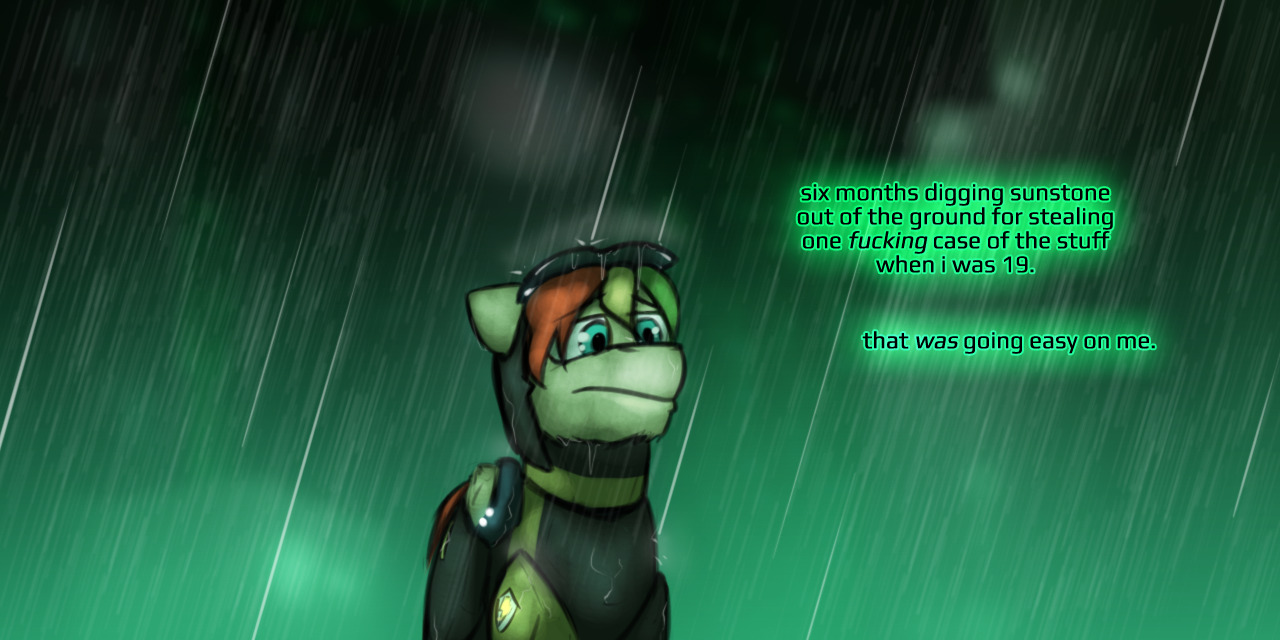 six months digging sunstone
out of the ground for stealing
one fucking case of the stuff
when i was 19.
that was going easy on me.